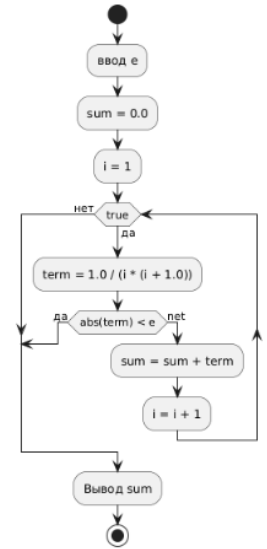 ввод e
sum = 0.0
i = 1
нет
true
да
term = 1.0 / (i * (i + 1.0))
да
abs(term) < e
net
sum = sum + term
i = i + 1
Вывод sum